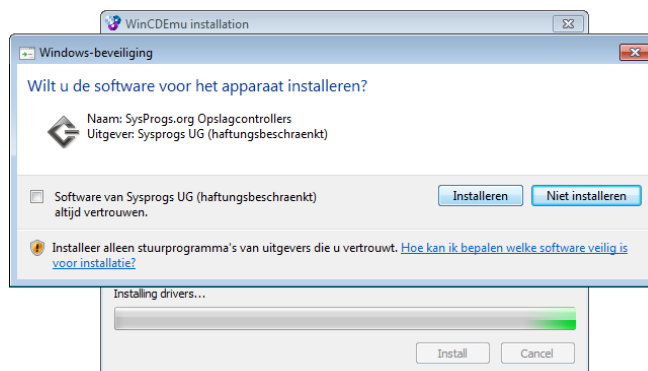 WinCDEmu installation
Windows-beveiliging
Wilt u de software voor het apparaat installeren?
Naam: SysProgs.org Opslagcontrollers
Uitgever: Sysprogs UG (haftungsbeschraenkt)
Software van Sysprogs UG (haftungsbeschraenkt)
altijd vertrouwen.
Installeren
Niet installeren
Installeer alleen stuurprogramma's van uitgevers die u vertrouwt. Hoe kan ik bepalen welke software veilig is
voor installatie?
Installing drivers...
Install
Cancel